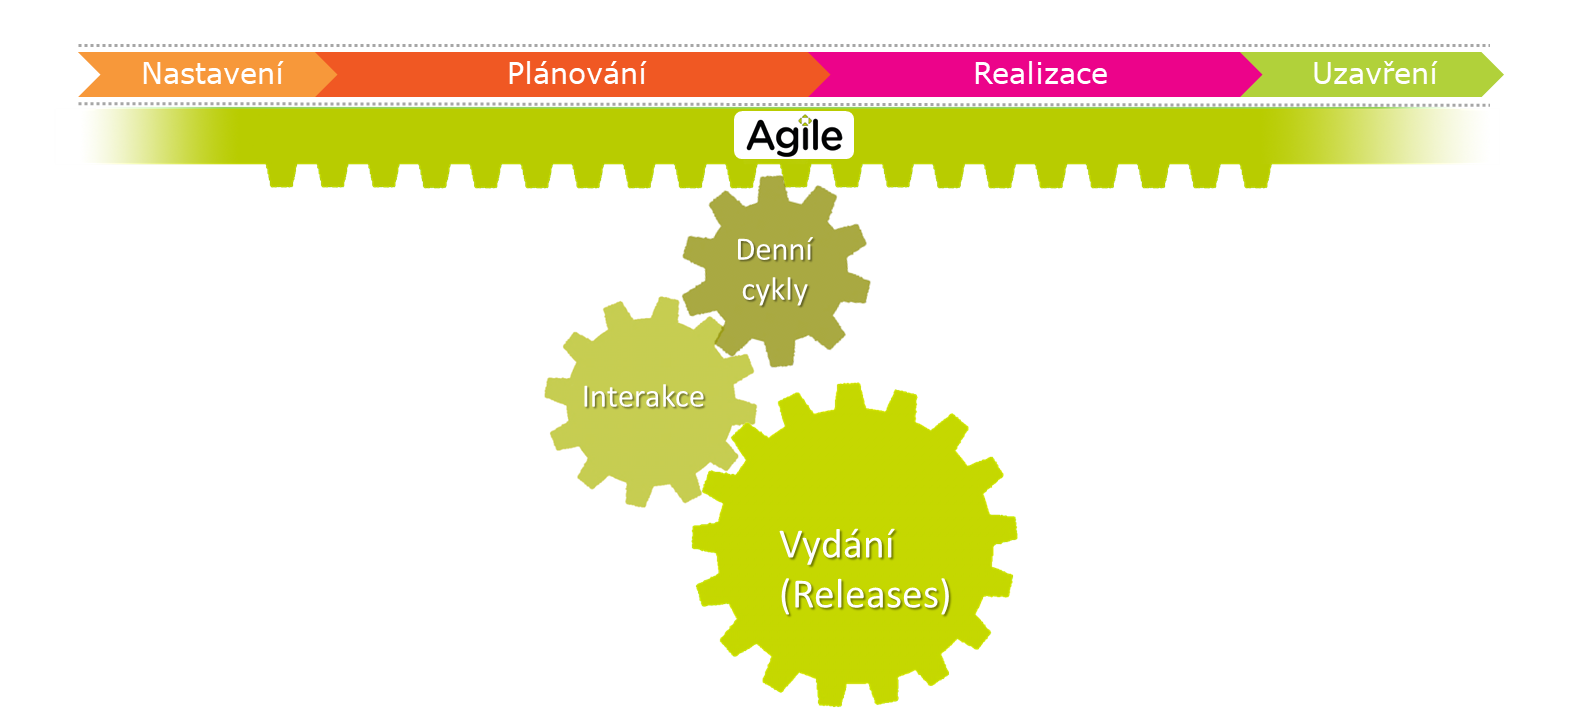 Nastavení
Plánování
Realizace
Uzavření
Agile
Denní
cykly
Interakce
Vydání
(Releases)